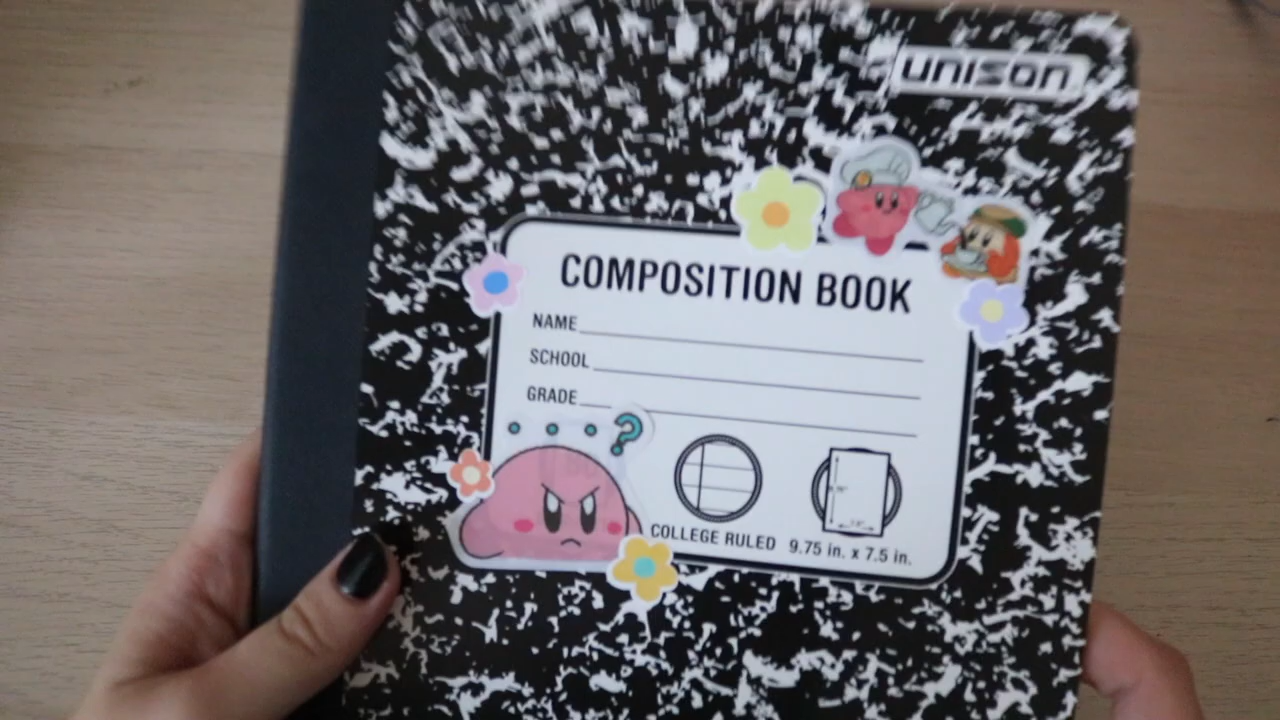 unison
COMPOSITION BOOK
NAME
SCHOOL
GRADE
?
COLLEGE RULED 9.75 in. x 7.5 in.